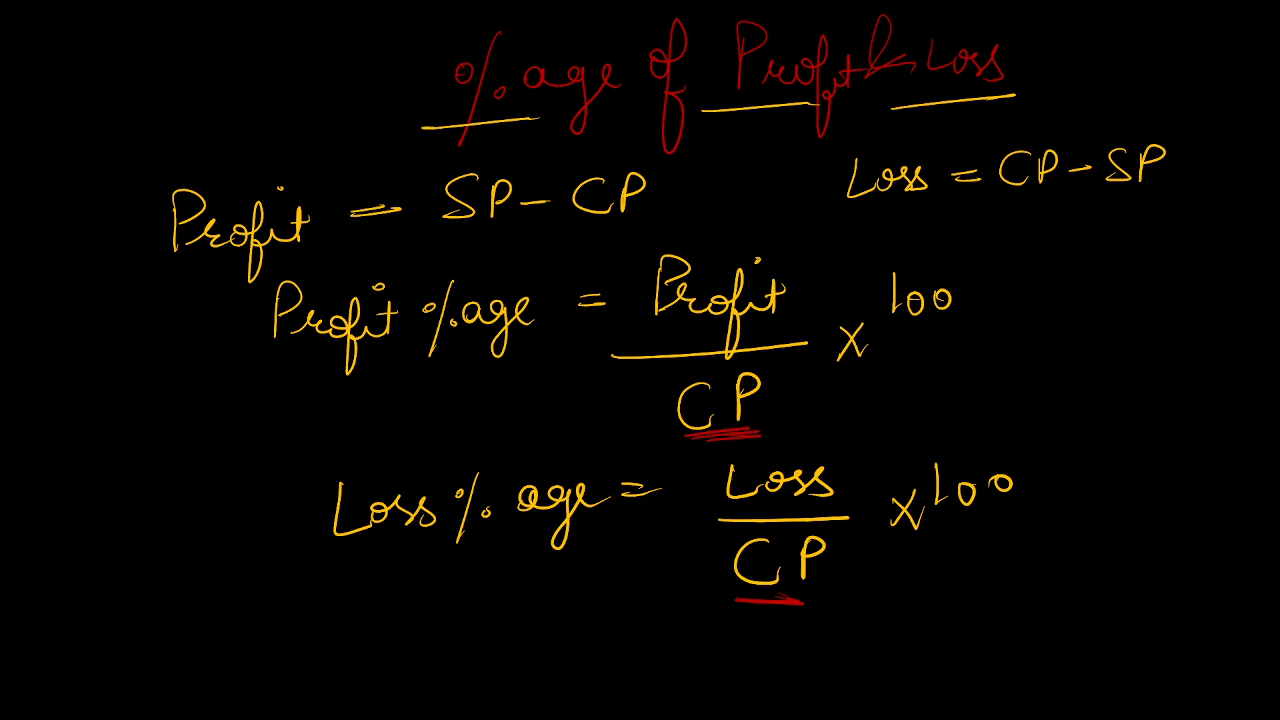 %age of Profit & Loss
Profit = SP - CP
Loss = CP - SP
Profit %age = Profit / CP × 100
Loss % age = Loss / CP × 100